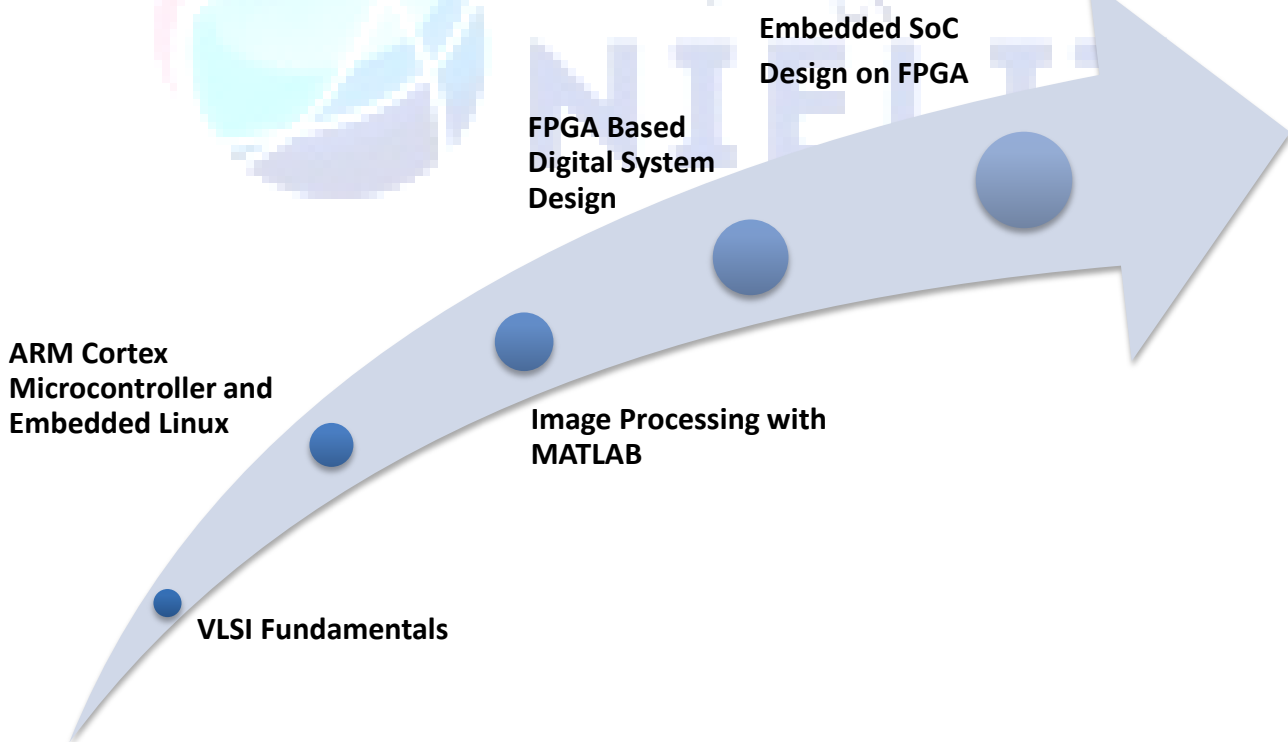 Embedded SoC
Design on FPGA
NIELIT
FPGA Based
Digital System
Design
ARM Cortex
Microcontroller and
Embedded Linux
Image Processing with
MATLAB
VLSI Fundamentals